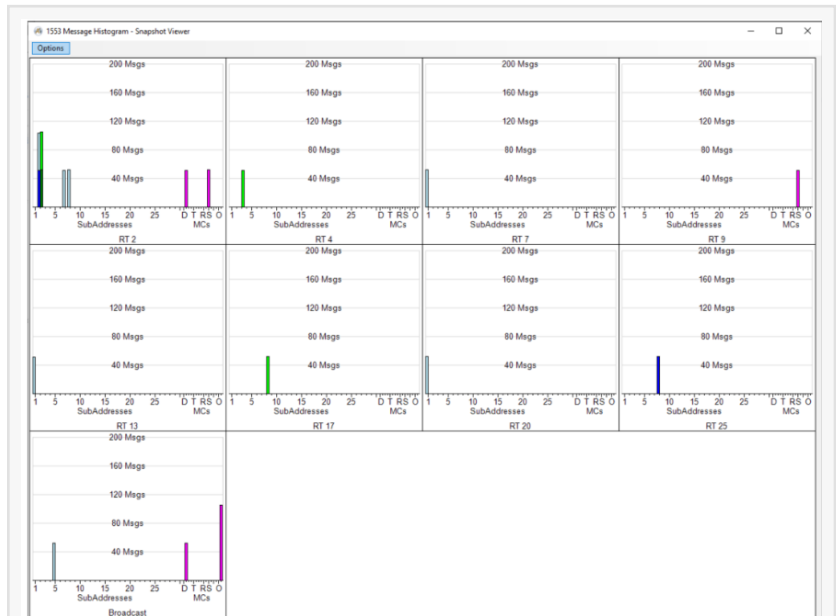 1553 Message Histogram - Snapshot Viewer
Options
200 Msgs
160 Msgs
120 Msgs
80 Msgs
40 Msgs
1 5 10 15 20 25 D T RS O
SubAddresses MCs
RT 2
200 Msgs
160 Msgs
120 Msgs
80 Msgs
40 Msgs
1 5 10 15 20 25 D T RS O
SubAddresses MCs
RT 4
200 Msgs
160 Msgs
120 Msgs
80 Msgs
40 Msgs
1 5 10 15 20 25 D T RS O
SubAddresses MCs
RT 7
200 Msgs
160 Msgs
120 Msgs
80 Msgs
40 Msgs
1 5 10 15 20 25 D T RS O
SubAddresses MCs
RT 9
200 Msgs
160 Msgs
120 Msgs
80 Msgs
40 Msgs
1 5 10 15 20 25 D T RS O
SubAddresses MCs
RT 13
200 Msgs
160 Msgs
120 Msgs
80 Msgs
40 Msgs
1 5 10 15 20 25 D T RS O
SubAddresses MCs
RT 17
200 Msgs
160 Msgs
120 Msgs
80 Msgs
40 Msgs
1 5 10 15 20 25 D T RS O
SubAddresses MCs
RT 20
200 Msgs
160 Msgs
120 Msgs
80 Msgs
40 Msgs
1 5 10 15 20 25 D T RS O
SubAddresses MCs
RT 25
200 Msgs
160 Msgs
120 Msgs
80 Msgs
40 Msgs
1 5 10 15 20 25 D T RS O
SubAddresses MCs
Broadcast